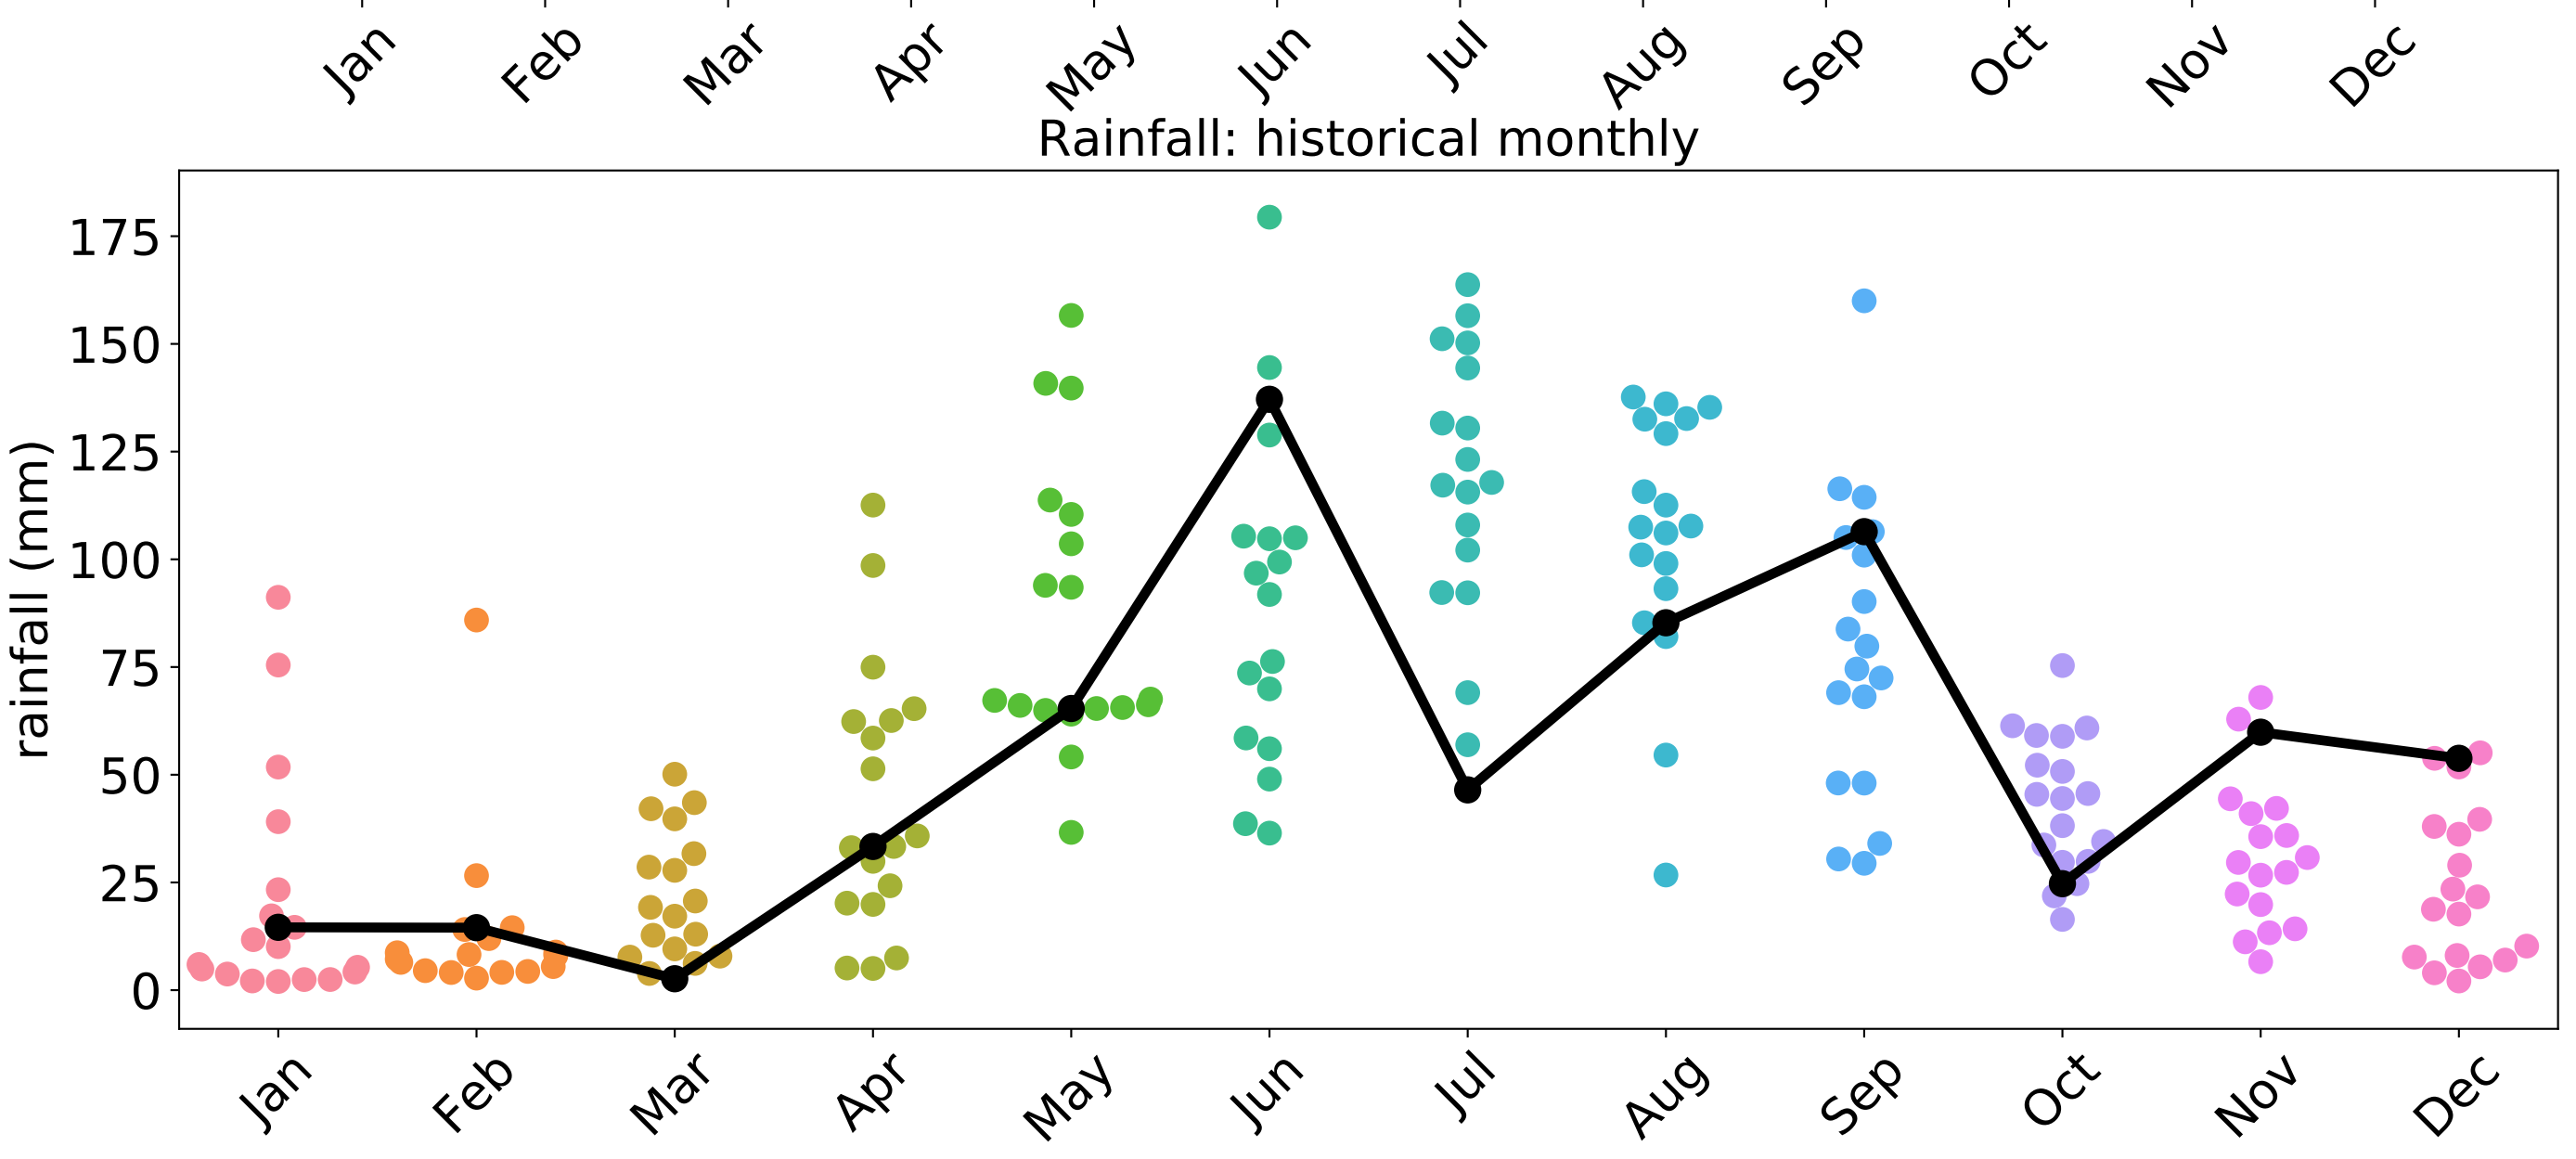 Jan Feb Mar Apr May Jun Jul Aug Sep Oct Nov Dec
Rainfall: historical monthly
rainfall (mm)
175
150
125
100
75
50
25
0
Jan Feb Mar Apr May Jun Jul Aug Sep Oct Nov Dec